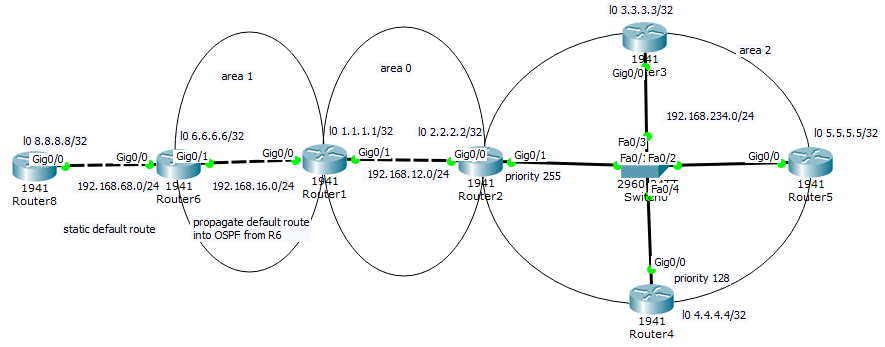 l0 3.3.3.3/32
1941
Gig0/0
area 2
area 0
area 1
192.168.234.0/24
l0 8.8.8.8/32
l0 6.6.6.6/32
l0 1.1.1.1/32
l0 2.2.2.2/32
l0 5.5.5.5/32
Fa0/3
Gig0/0
Gig0/0
Gig0/1
Gig0/0
Gig0/1
Gig0/0
Gig0/1
Fa0/2
Gig0/0
1941
Router8
192.168.68.0/24
1941
Router6
192.168.16.0/24
1941
Router1
192.168.12.0/24
1941
Router2
priority 255
Fa0/4
1941
Router5
static default route
propagate default route
into OSPF from R6
Gig0/0
priority 128
1941
Router4
l0 4.4.4.4/32